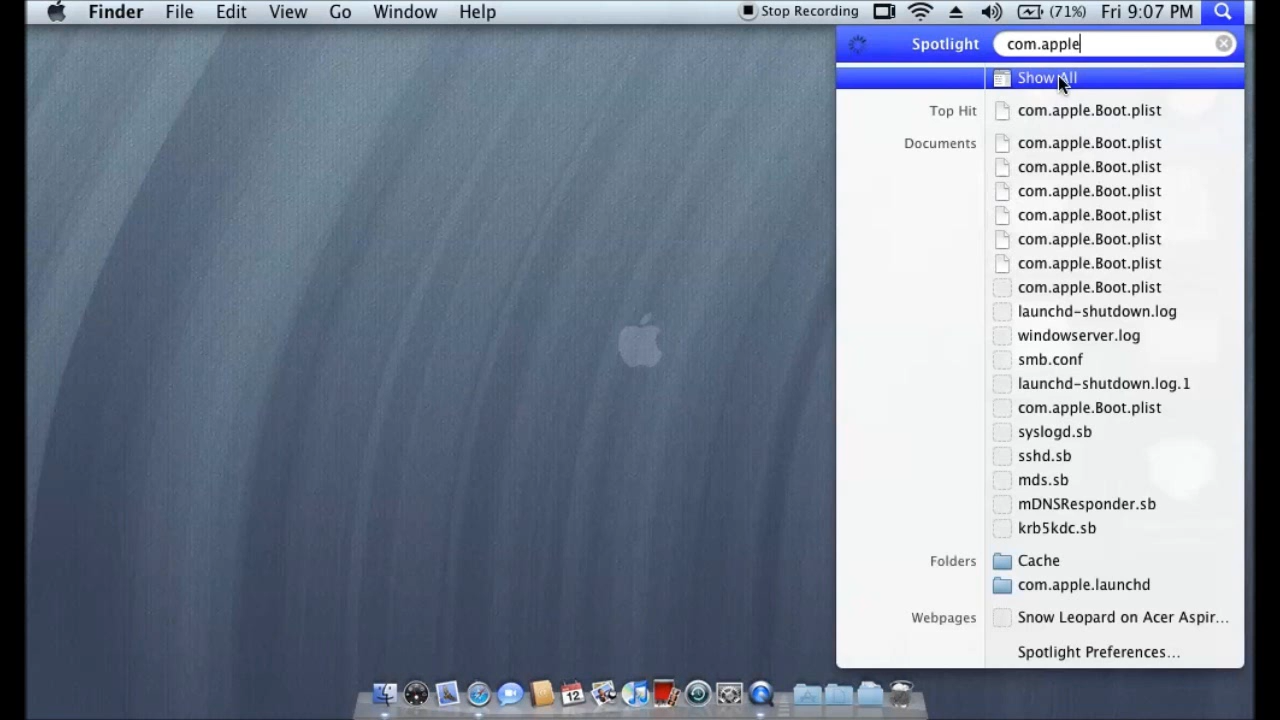 Finder File Edit View Go Window Help Stop Recording (71%) Fri 9:07 PM
Spotlight com.apple
Show All
Top Hit com.apple.Boot.plist
Documents com.apple.Boot.plist
com.apple.Boot.plist
com.apple.Boot.plist
com.apple.Boot.plist
com.apple.Boot.plist
com.apple.Boot.plist
com.apple.Boot.plist
launchd-shutdown.log
windowserver.log
smb.conf
launchd-shutdown.log.1
com.apple.Boot.plist
syslogd.sb
sshd.sb
mds.sb
mDNSResponder.sb
krb5kdc.sb
Folders Cache
com.apple.launchd
Webpages Snow Leopard on Acer Aspir...
Spotlight Preferences...
12